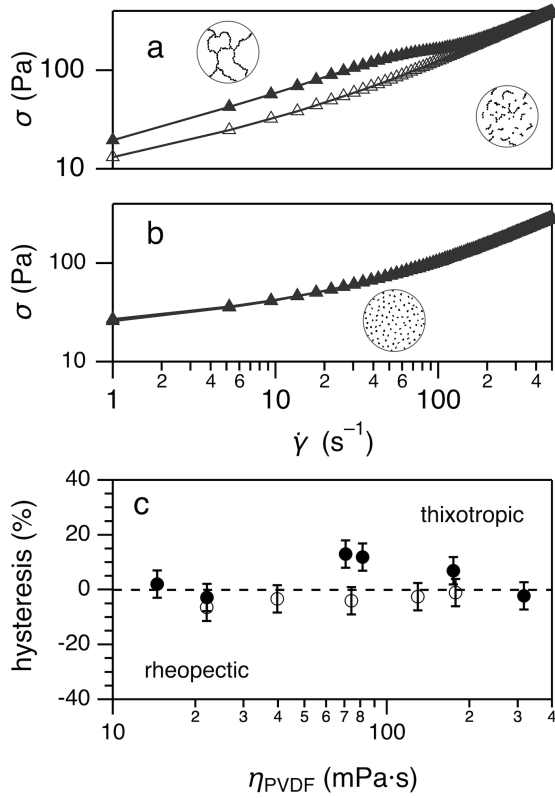 a
σ (Pa)
100
10
b
σ (Pa)
100
10
1 2 4 6 10 2 4 6 100 2 4
γ̇ (s⁻¹)
c
hysteresis (%)
40
20
0
-20
-40
thixotropic
rheopectic
10 2 3 4 5 6 7 8 100 2 3 4
ηPVDF (mPa·s)